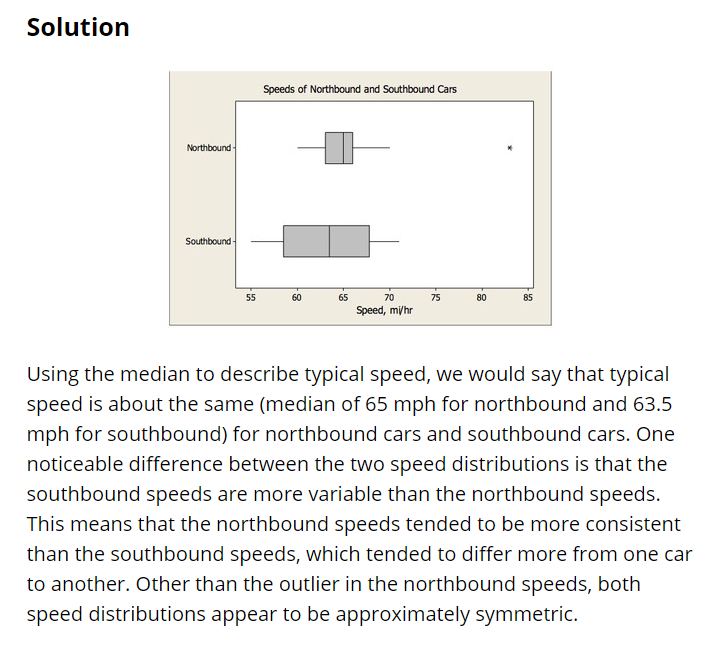 Solution
Speeds of Northbound and Southbound Cars
Northbound
Southbound
55 60 65 70 75 80 85
Speed, mi/hr
Using the median to describe typical speed, we would say that typical
speed is about the same (median of 65 mph for northbound and 63.5
mph for southbound) for northbound cars and southbound cars. One
noticeable difference between the two speed distributions is that the
southbound speeds are more variable than the northbound speeds.
This means that the northbound speeds tended to be more consistent
than the southbound speeds, which tended to differ more from one car
to another. Other than the outlier in the northbound speeds, both
speed distributions appear to be approximately symmetric.